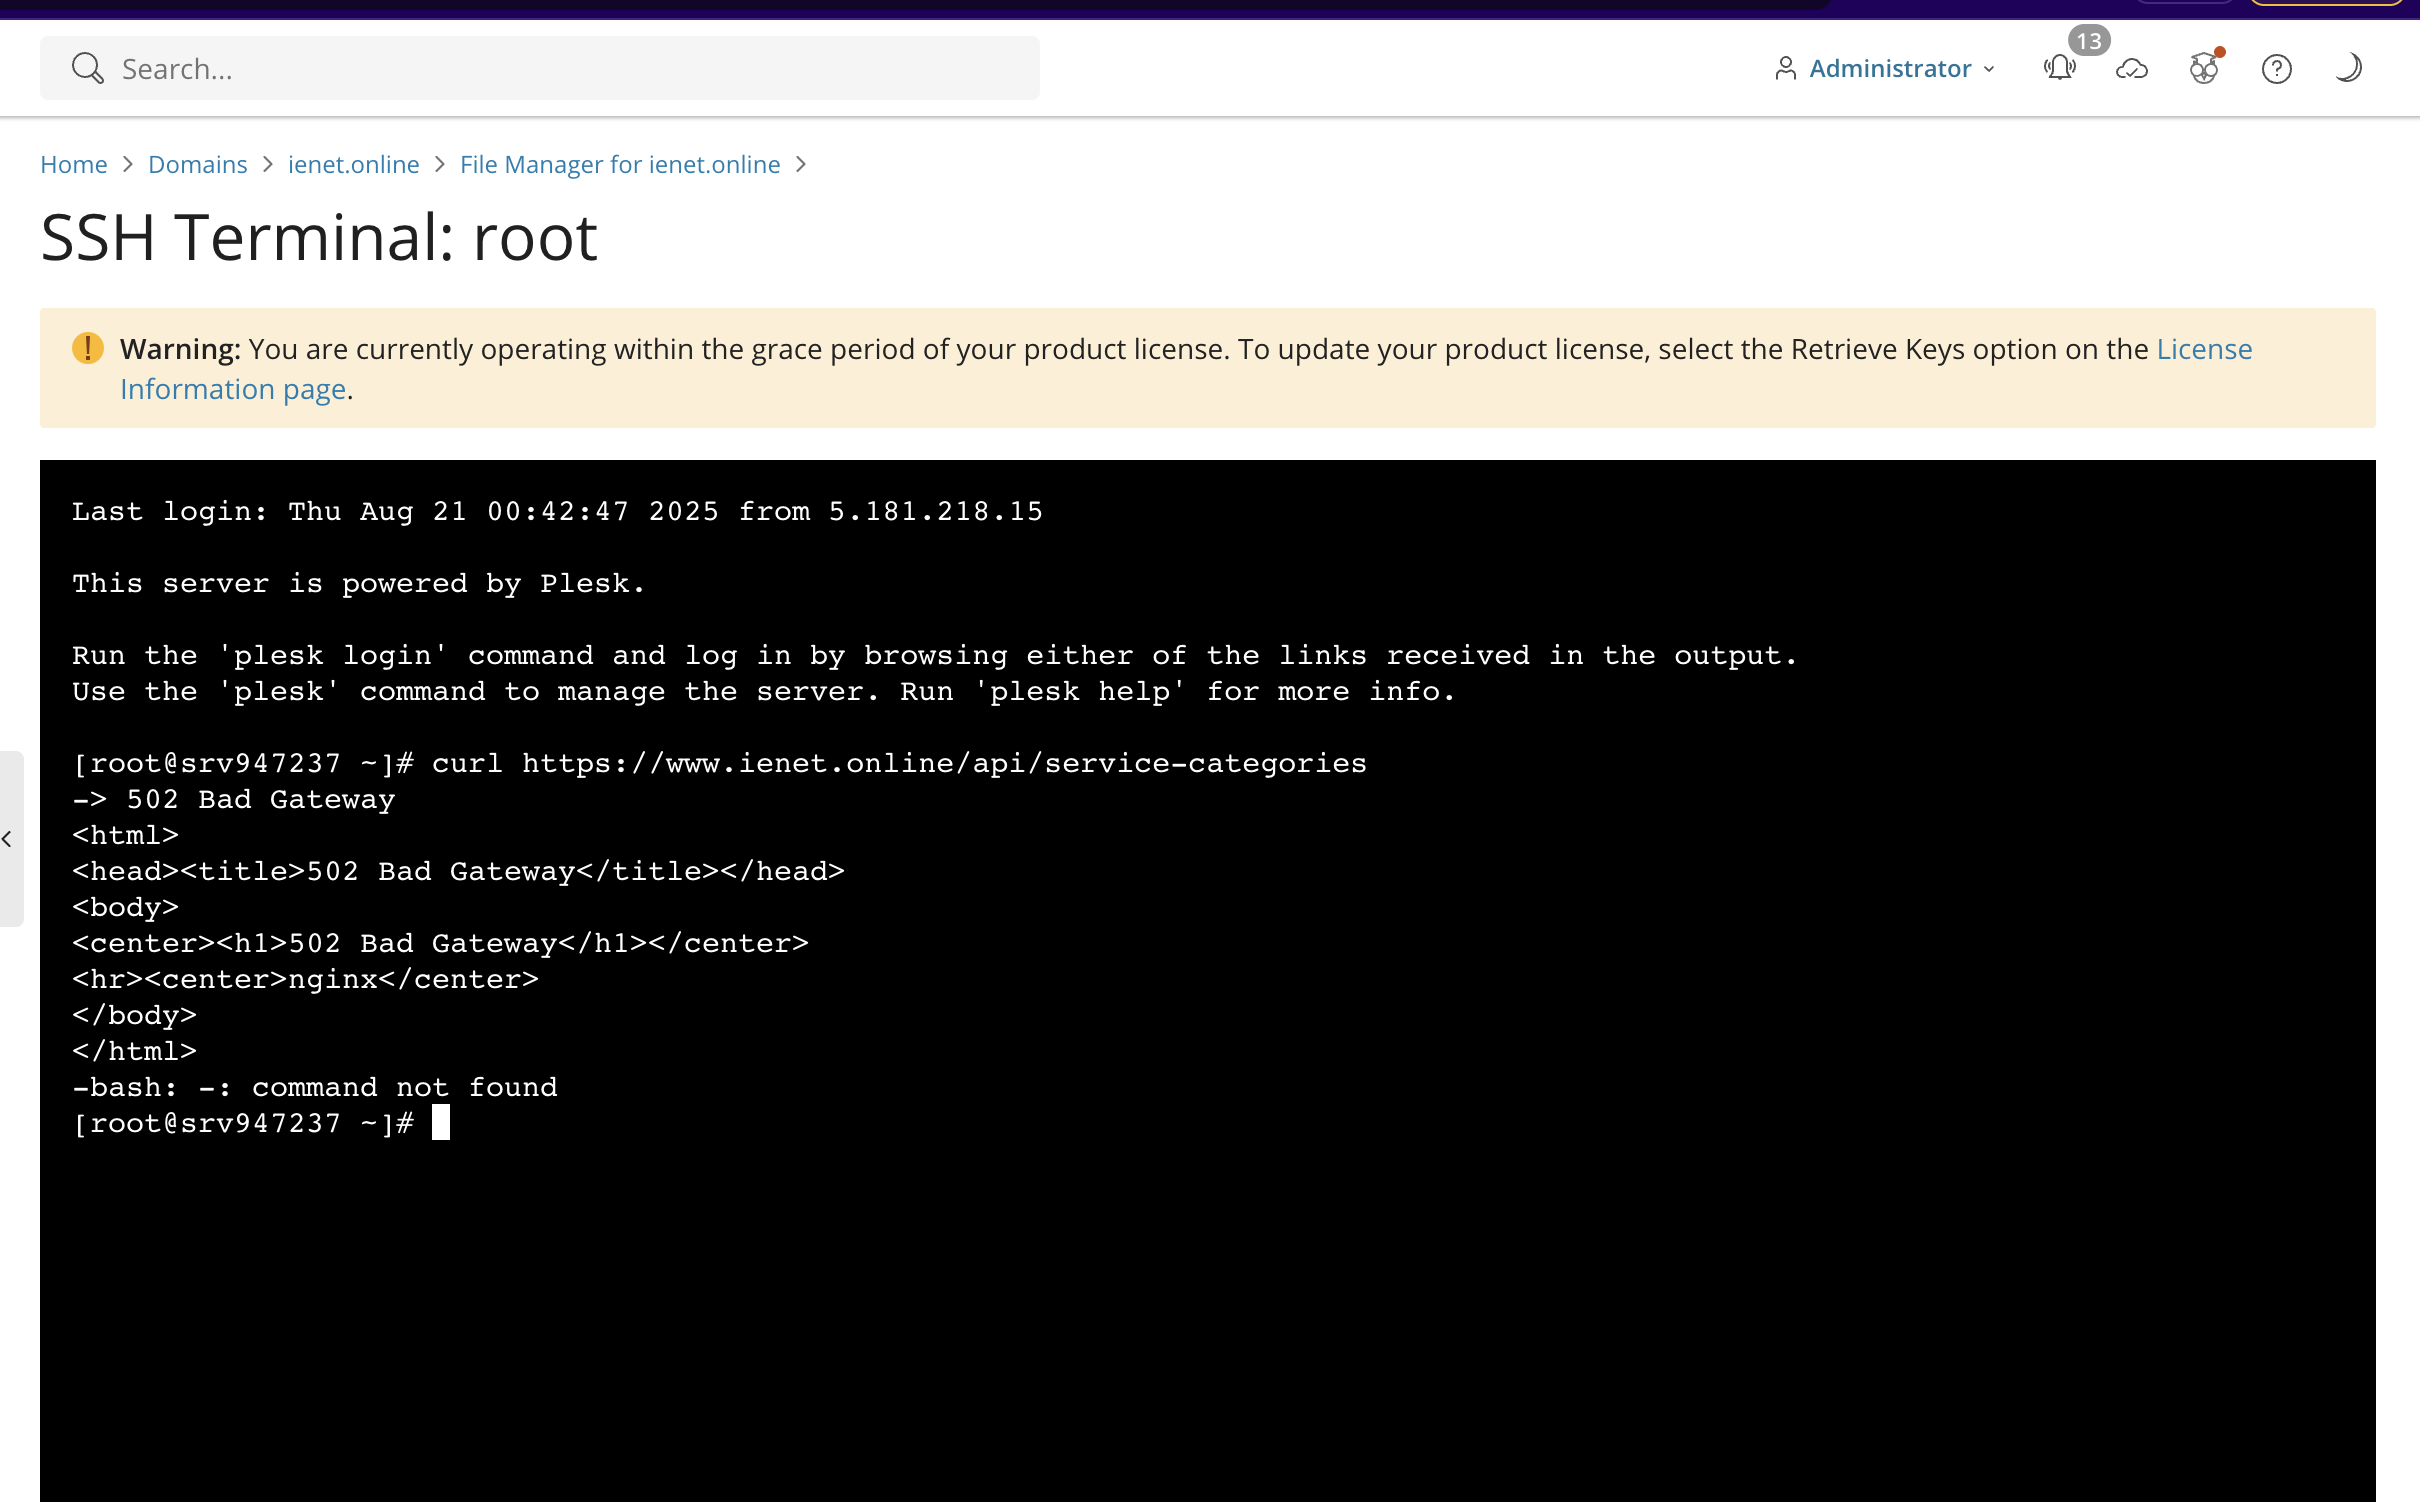 Search...
Administrator
13
Home > Domains > ienet.online > File Manager for ienet.online >
SSH Terminal: root
Warning: You are currently operating within the grace period of your product license. To update your product license, select the Retrieve Keys option on the License
Information page.
Last login: Thu Aug 21 00:42:47 2025 from 5.181.218.15
This server is powered by Plesk.
Run the 'plesk login' command and log in by browsing either of the links received in the output.
Use the 'plesk' command to manage the server. Run 'plesk help' for more info.
[root@srv947237 ~]# curl https://www.ienet.online/api/service-categories
-> 502 Bad Gateway
<html>
<head><title>502 Bad Gateway</title></head>
<body>
<center><h1>502 Bad Gateway</h1></center>
<hr><center>nginx</center>
</body>
</html>
-bash: -: command not found
[root@srv947237 ~]#